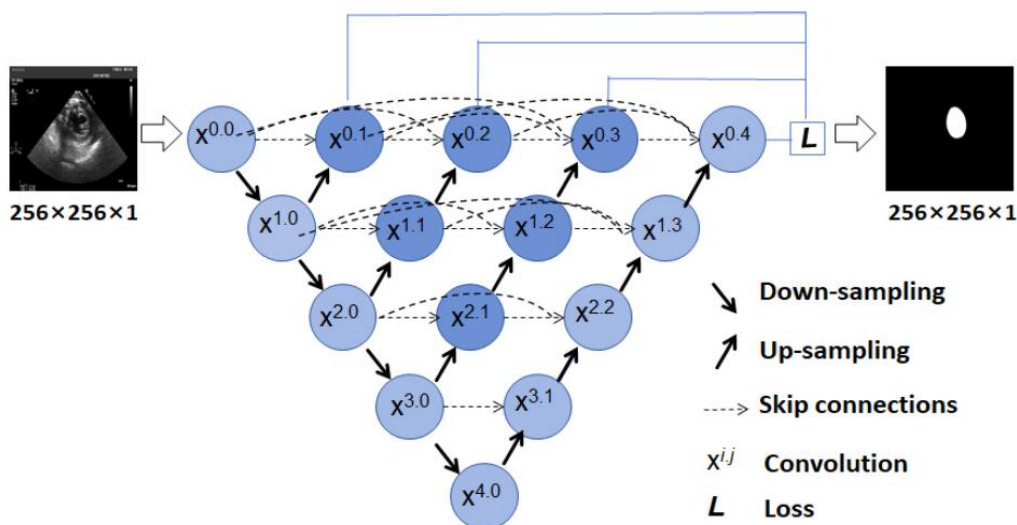 X0.0
X0.1
X0.2
X0.3
X0.4
L
256×256×1
256×256×1
X1.0
X1.1
X1.2
X1.3
X2.0
X2.1
X2.2
X3.0
X3.1
X4.0
Down-sampling
Up-sampling
Skip connections
Xi.j Convolution
L Loss